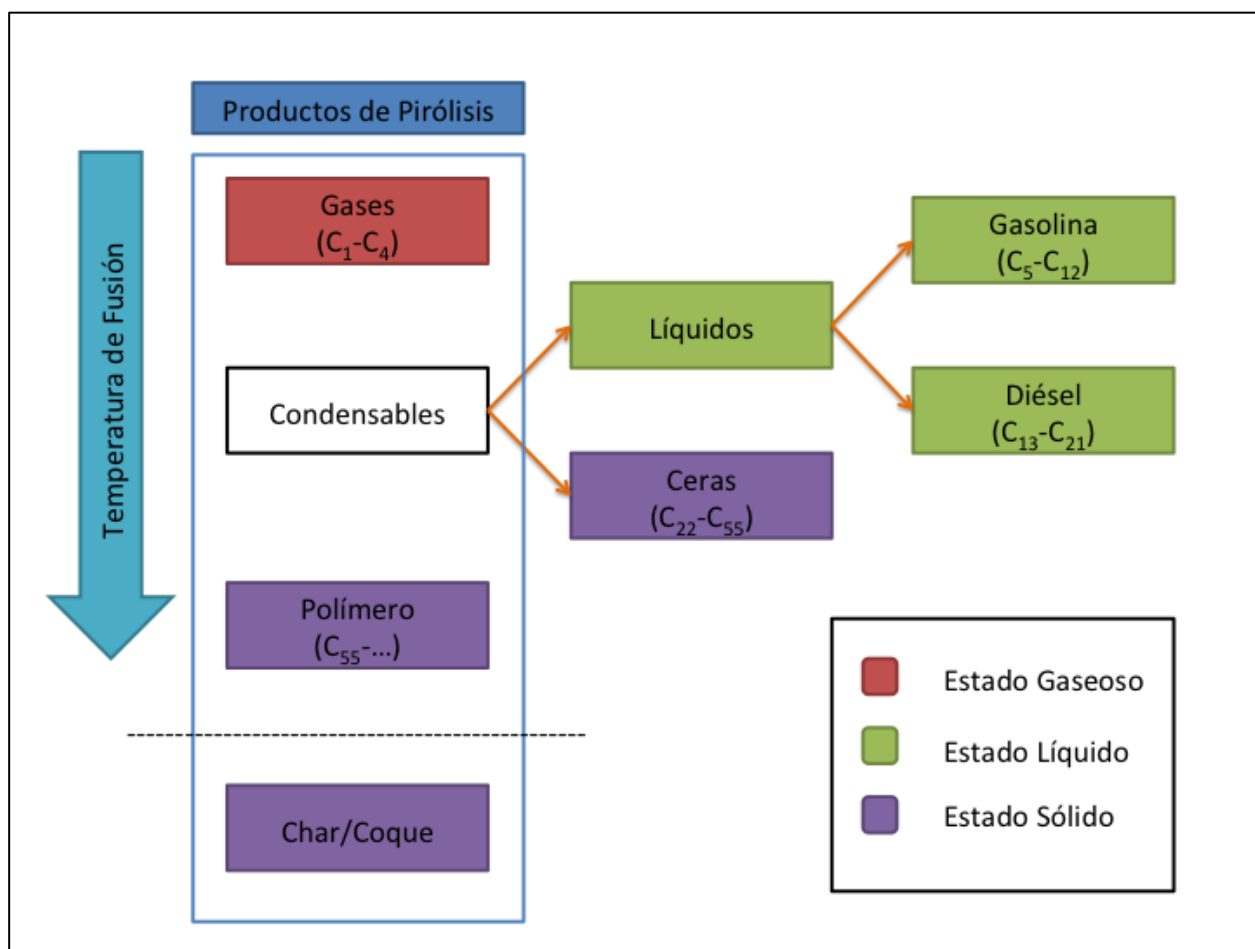 Productos de Pirólisis
Temperatura de Fusión
Gases
(C₁-C₄)
Condensables
Polímero
(C₅₅-...)
Char/Coque
Líquidos
Ceras
(C₂₂-C₅₅)
Gasolina
(C₅-C₁₂)
Diésel
(C₁₃-C₂₁)
Estado Gaseoso
Estado Líquido
Estado Sólido